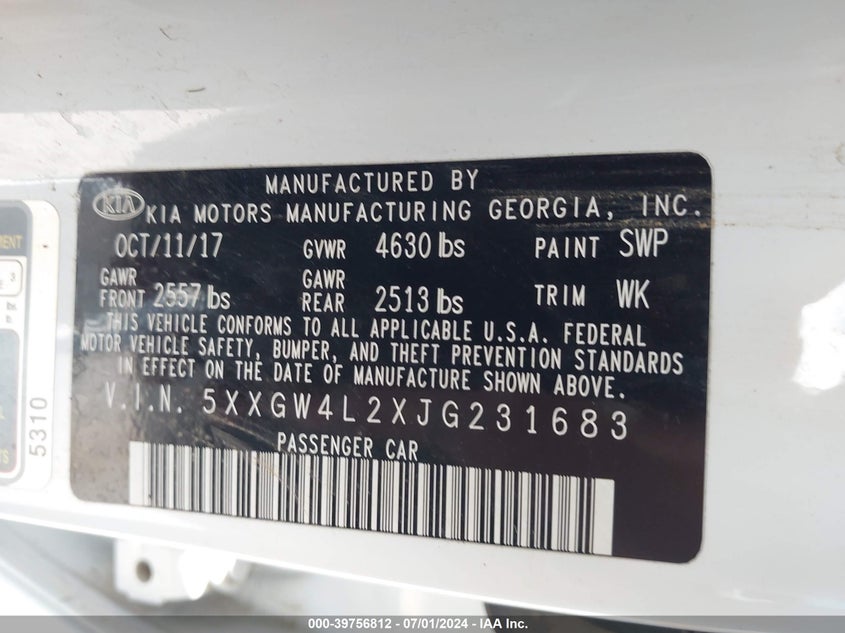 MANUFACTURED BY
KIA KIA MOTORS MANUFACTURING GEORGIA, INC.
OCT/11/17 GVWR 4630 lbs PAINT SWP
GAWR FRONT 2557 lbs GAWR REAR 2513 lbs TRIM WK
THIS VEHICLE CONFORMS TO ALL APPLICABLE U.S.A. FEDERAL
MOTOR VEHICLE SAFETY, BUMPER, AND THEFT PREVENTION STANDARDS
IN EFFECT ON THE DATE OF MANUFACTURE SHOWN ABOVE.
V.I.N. 5XXGW4L2XJG231683
PASSENGER CAR
5310
000-39756812 // 07/01/2024 - IAA Inc.